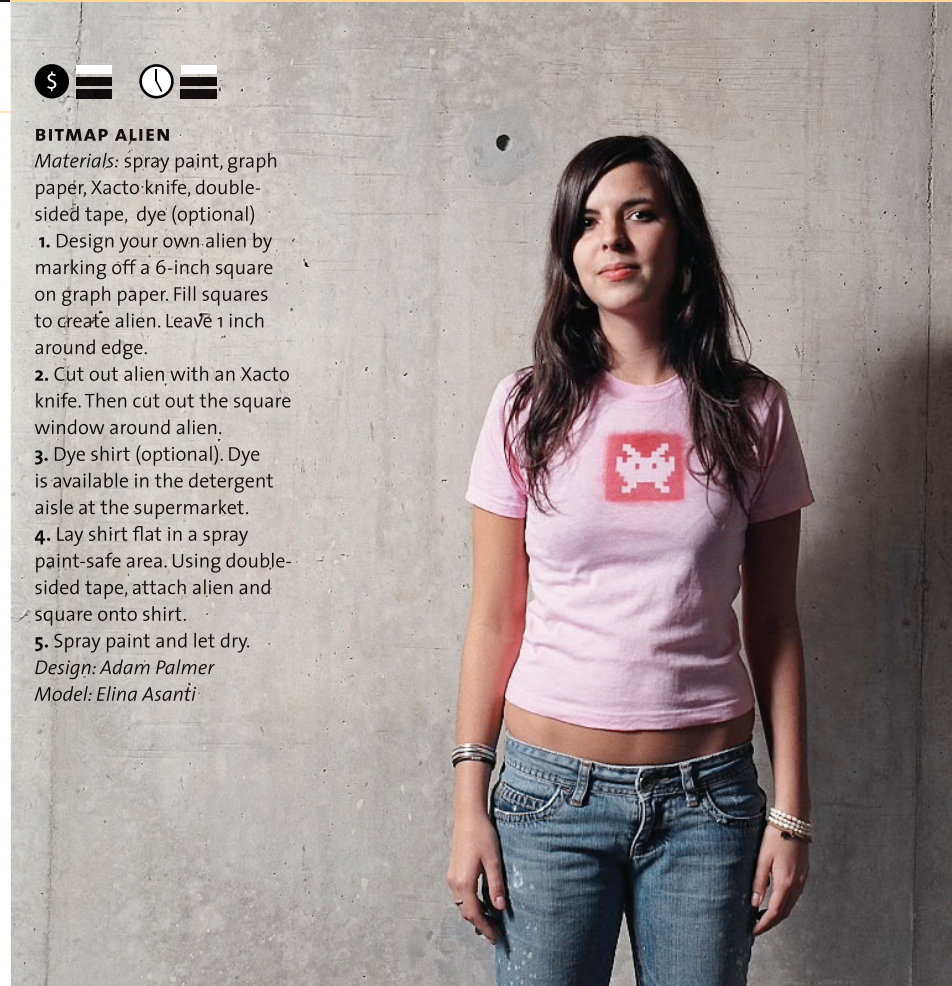 $
BITMAP ALIEN
Materials: spray paint, graph
paper, Xacto knife, double-
sided tape, dye (optional)
1. Design your own alien by
marking off a 6-inch square
on graph paper. Fill squares
to create alien. Leave 1 inch
around edge.
2. Cut out alien with an Xacto
knife. Then cut out the square
window around alien.
3. Dye shirt (optional). Dye
is available in the detergent
aisle at the supermarket.
4. Lay shirt flat in a spray
paint-safe area. Using double-
sided tape, attach alien and
square onto shirt.
5. Spray paint and let dry.
Design: Adam Palmer
Model: Elina Asanti